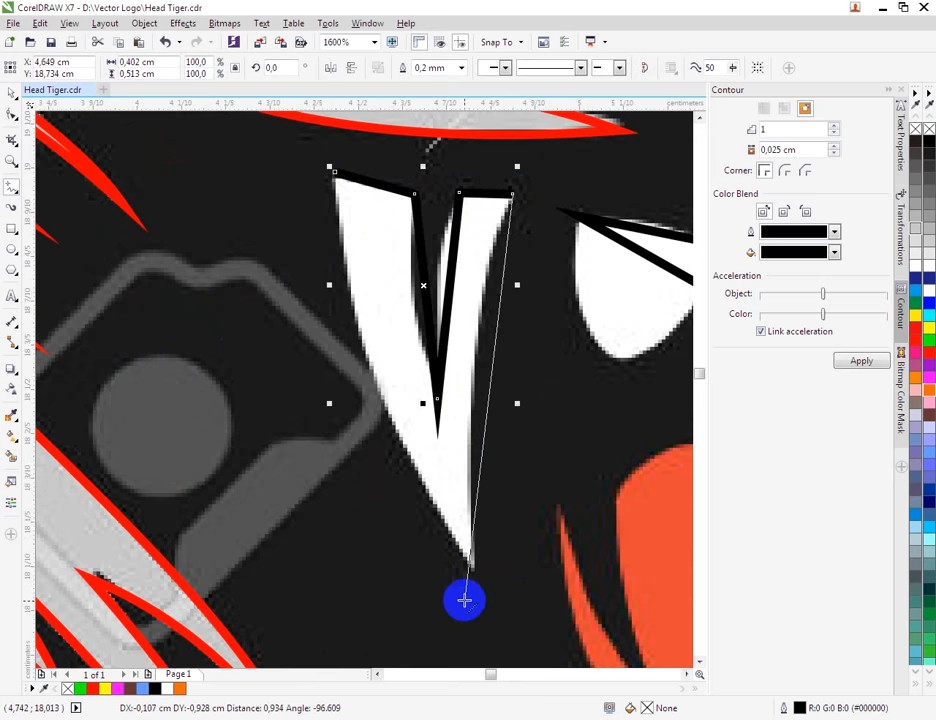 CorelDRAW X7 - D:\Vector Logo\Head Tiger.cdr
File Edit View Layout Object Effects Bitmaps Text Table Tools Window Help
1600% Snap To
X: 4,649 cm 0,402 cm 100,0 % 0,0 0,2 mm 50
Y: 18,734 cm 0,513 cm 100,0 %
Head Tiger.cdr
centimeters
Contour
1
0,025 cm
Corner:
Color Blend
Acceleration
Object:
Color:
Link acceleration
Apply
Text Properties
Transformations
Contour
Bitmap Color Mask
centimeters
1 of 1 Page 1
( 4,742 ; 18,013 ) DX:-0,107 cm DY:-0,928 cm Distance: 0,934 Angle: -96.609 None R:0 G:0 B:0 (#000000)